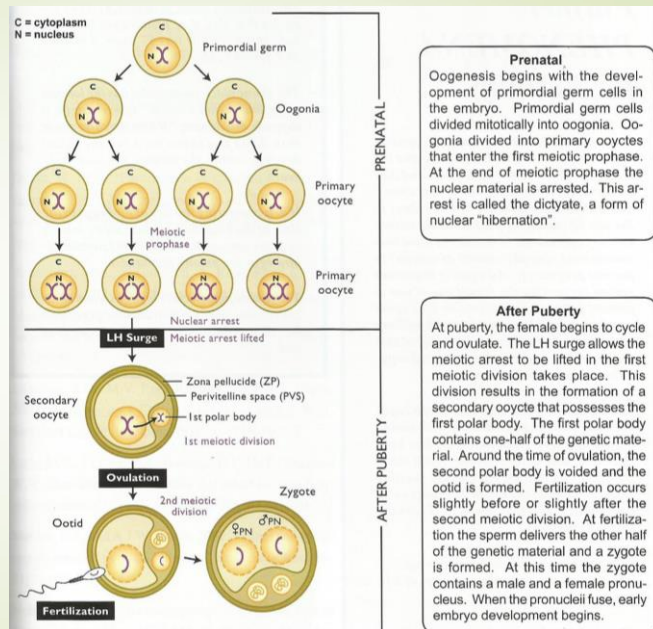 C = cytoplasm
N = nucleus
C
N
Primordial germ
C
N
C
N
Oogonia
C
N
C
N
C
N
C
N
Primary
oocyte
Meiotic
prophase
C
N
C
N
C
N
C
N
Primary
oocyte
Nuclear arrest
LH Surge
Meiotic arrest lifted
PRENATAL
Secondary
oocyte
Zona pellucide (ZP)
Perivitelline space (PVS)
1st polar body
1st meiotic division
Ovulation
2nd meiotic
division
Zygote
Ootid
♀PN
♂PN
Fertilization
AFTER PUBERTY
Prenatal
Oogenesis begins with the devel-
opment of primordial germ cells in
the embryo. Primordial germ cells
divided mitotically into oogonia. Oo-
gonia divided into primary ooyctes
that enter the first meiotic prophase.
At the end of meiotic prophase the
nuclear material is arrested. This ar-
rest is called the dictyate, a form of
nuclear “hibernation”.
After Puberty
At puberty, the female begins to cycle
and ovulate. The LH surge allows the
meiotic arrest to be lifted in the first
meiotic division takes place. This
division results in the formation of a
secondary ooycte that possesses the
first polar body. The first polar body
contains one-half of the genetic mate-
rial. Around the time of ovulation, the
second polar body is voided and the
ootid is formed. Fertilization occurs
slightly before or slightly after the
second meiotic division. At fertiliza-
tion the sperm delivers the other half
of the genetic material and a zygote
is formed. At this time the zygote
contains a male and a female pronu-
cleus. When the pronucleii fuse, early
embryo development begins.